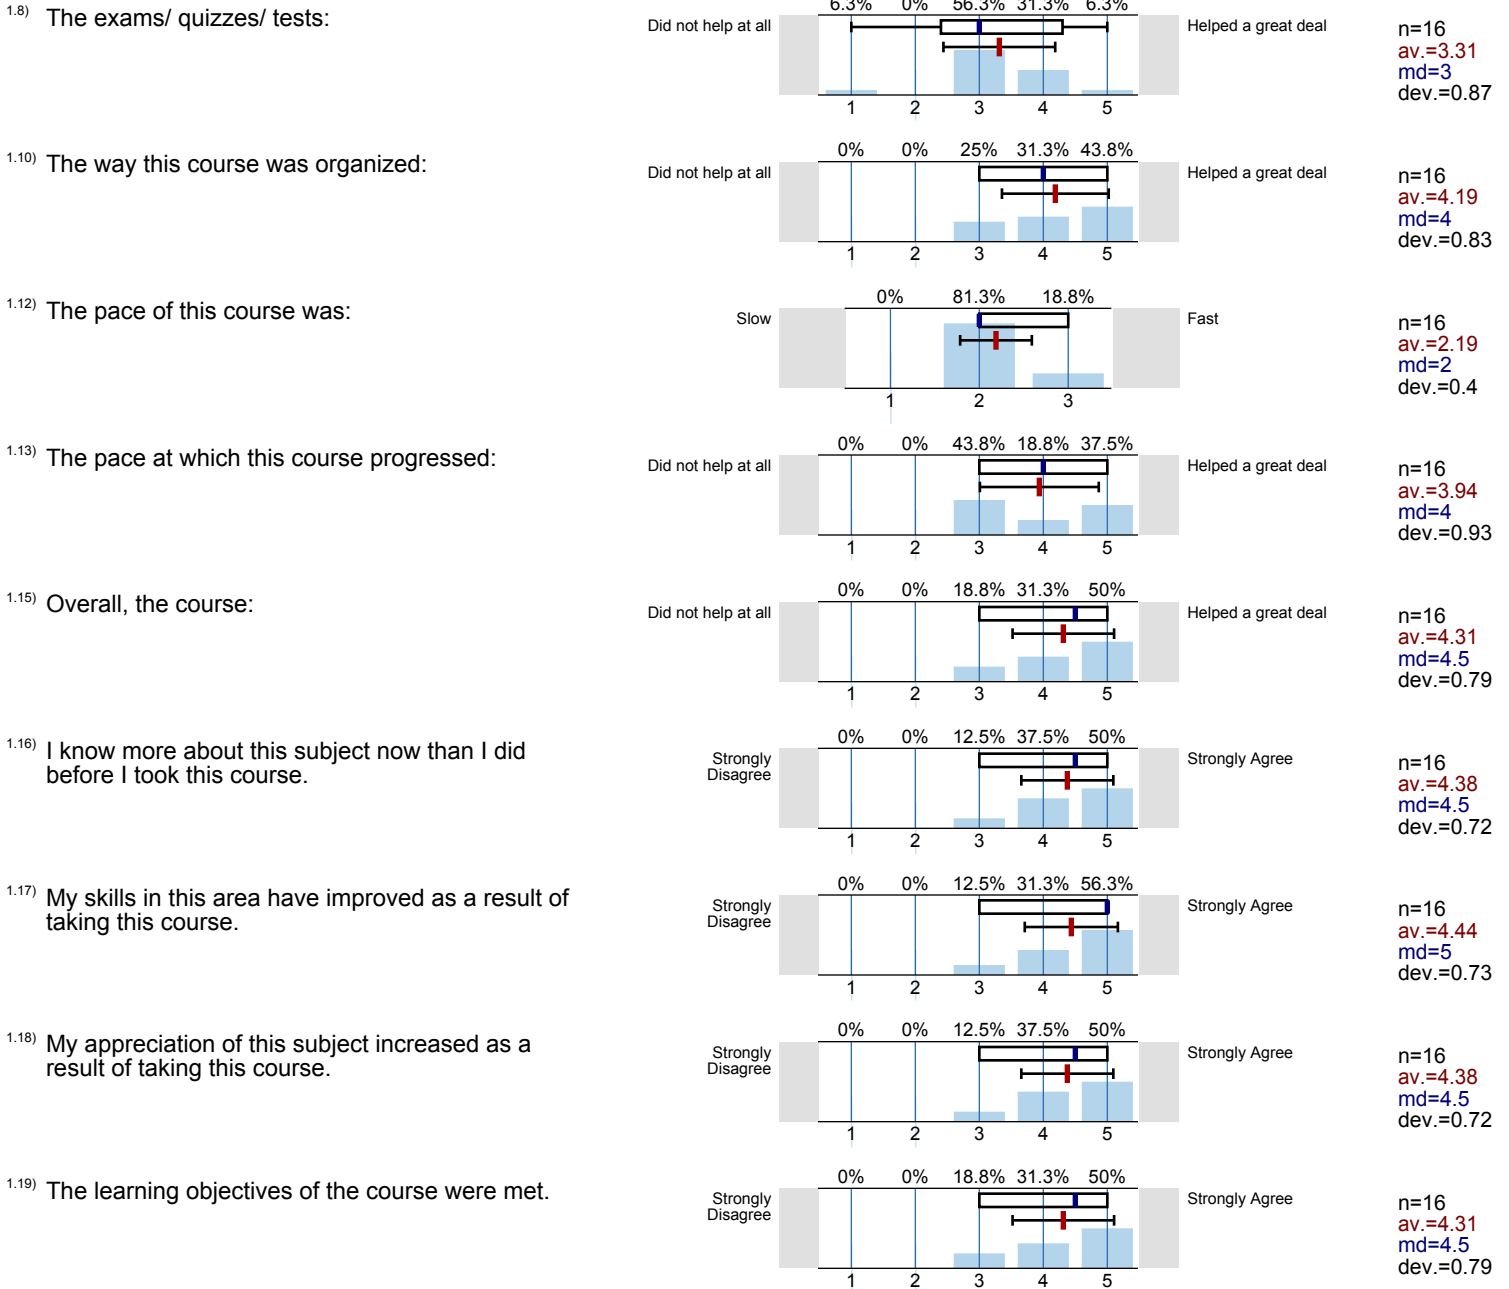 1.8) The exams/ quizzes/ tests:
6.3% 0% 56.3% 31.3% 6.3%
Did not help at all Helped a great deal
1 2 3 4 5
n=16
av.=3.31
md=3
dev.=0.87
1.10) The way this course was organized:
0% 0% 25% 31.3% 43.8%
Did not help at all Helped a great deal
1 2 3 4 5
n=16
av.=4.19
md=4
dev.=0.83
1.12) The pace of this course was:
0% 81.3% 18.8%
Slow Fast
1 2 3
n=16
av.=2.19
md=2
dev.=0.4
1.13) The pace at which this course progressed:
0% 0% 43.8% 18.8% 37.5%
Did not help at all Helped a great deal
1 2 3 4 5
n=16
av.=3.94
md=4
dev.=0.93
1.15) Overall, the course:
0% 0% 18.8% 31.3% 50%
Did not help at all Helped a great deal
1 2 3 4 5
n=16
av.=4.31
md=4.5
dev.=0.79
1.16) I know more about this subject now than I did
before I took this course.
0% 0% 12.5% 37.5% 50%
Strongly
Disagree
Strongly Agree
1 2 3 4 5
n=16
av.=4.38
md=4.5
dev.=0.72
1.17) My skills in this area have improved as a result of
taking this course.
0% 0% 12.5% 31.3% 56.3%
Strongly
Disagree
Strongly Agree
1 2 3 4 5
n=16
av.=4.44
md=5
dev.=0.73
1.18) My appreciation of this subject increased as a
result of taking this course.
0% 0% 12.5% 37.5% 50%
Strongly
Disagree
Strongly Agree
1 2 3 4 5
n=16
av.=4.38
md=4.5
dev.=0.72
1.19) The learning objectives of the course were met.
0% 0% 18.8% 31.3% 50%
Strongly
Disagree
Strongly Agree
1 2 3 4 5
n=16
av.=4.31
md=4.5
dev.=0.79